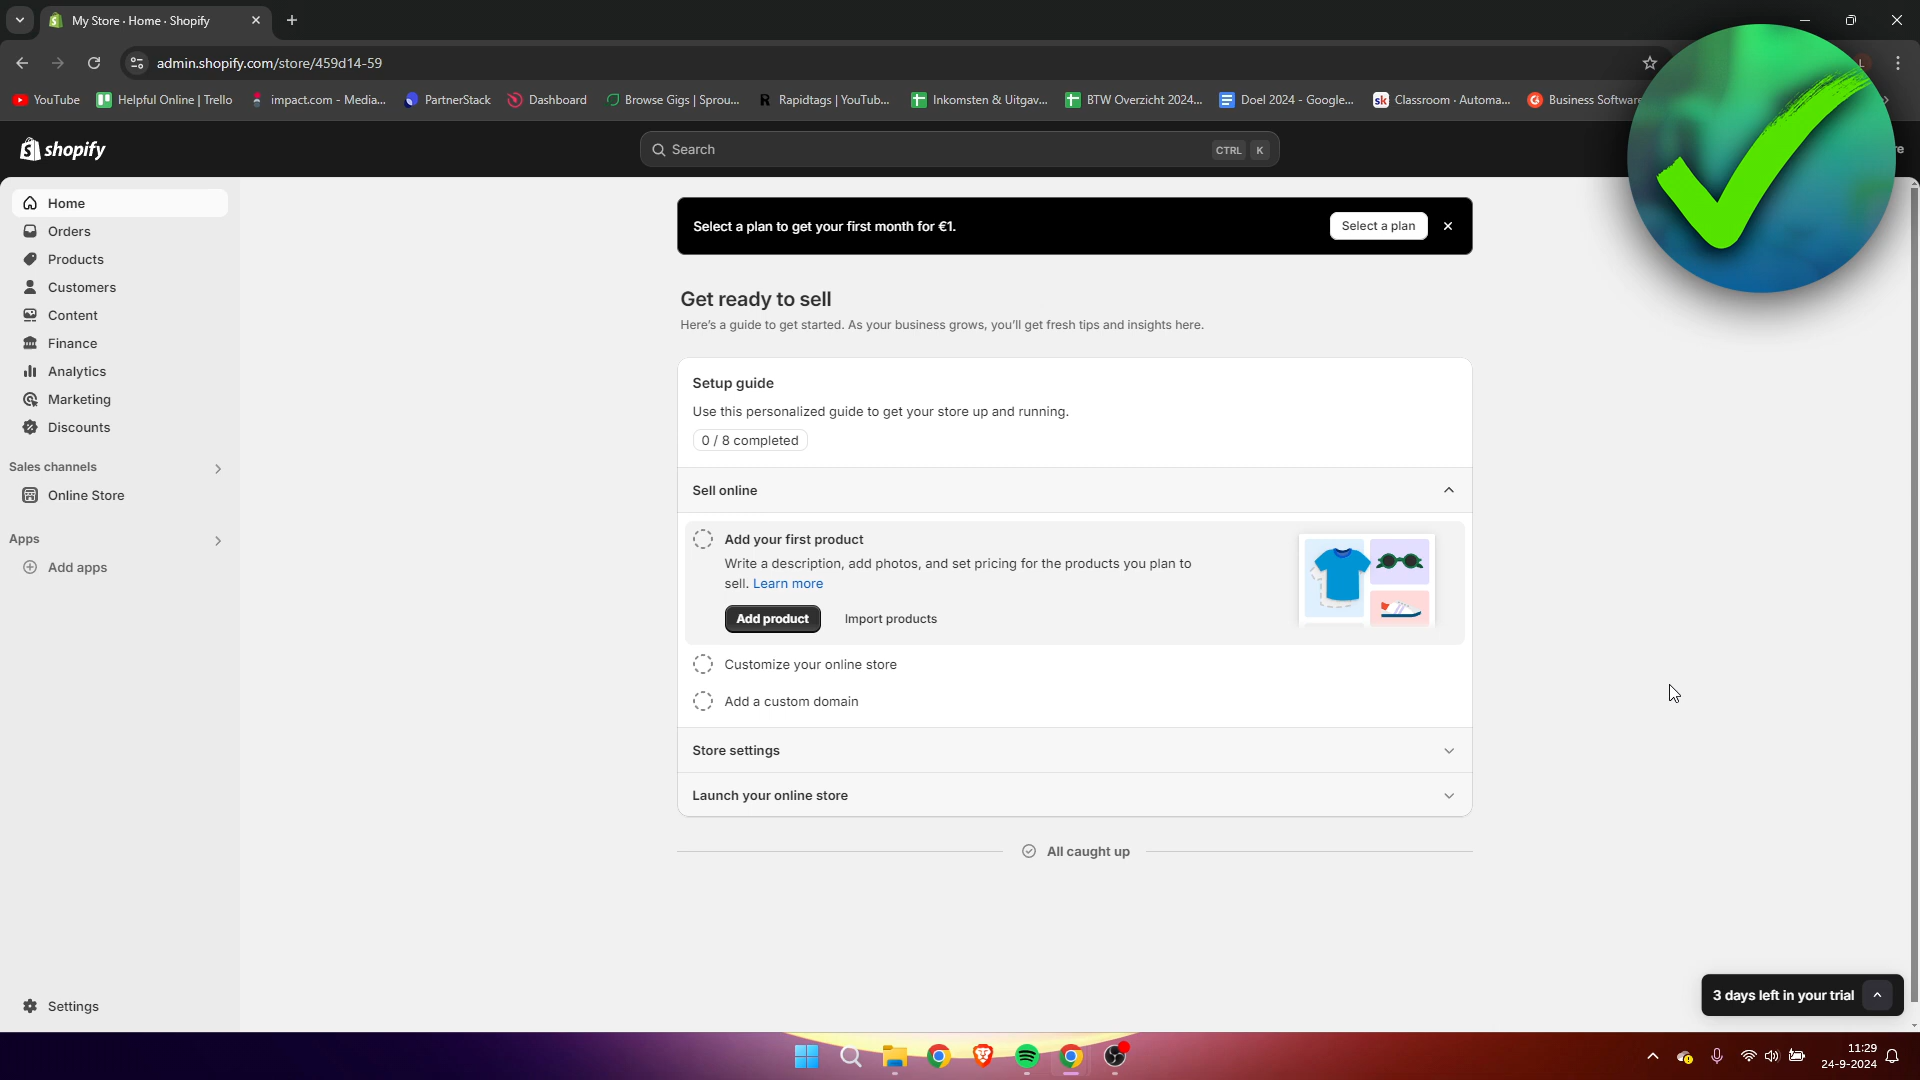 My Store · Home · Shopify
admin.shopify.com/store/459d14-59
YouTube
Helpful Online | Trello
impact.com - Media...
PartnerStack
Dashboard
Browse Gigs | Sprou...
Rapidtags | YouTub...
Inkomsten & Uitgav...
BTW Overzicht 2024...
Doel 2024 - Google...
sk
Classroom · Automa...
Business Software
shopify
Search
CTRL K
Home
Orders
Products
Customers
Content
Finance
Analytics
Marketing
Discounts
Sales channels
Online Store
Apps
Add apps
Settings
Select a plan to get your first month for €1.
Select a plan
Get ready to sell
Here's a guide to get started. As your business grows, you'll get fresh tips and insights here.
Setup guide
Use this personalized guide to get your store up and running.
0 / 8 completed
Sell online
Add your first product
Write a description, add photos, and set pricing for the products you plan to
sell. Learn more
Add product
Import products
Customize your online store
Add a custom domain
Store settings
Launch your online store
All caught up
3 days left in your trial
11:29
24-9-2024